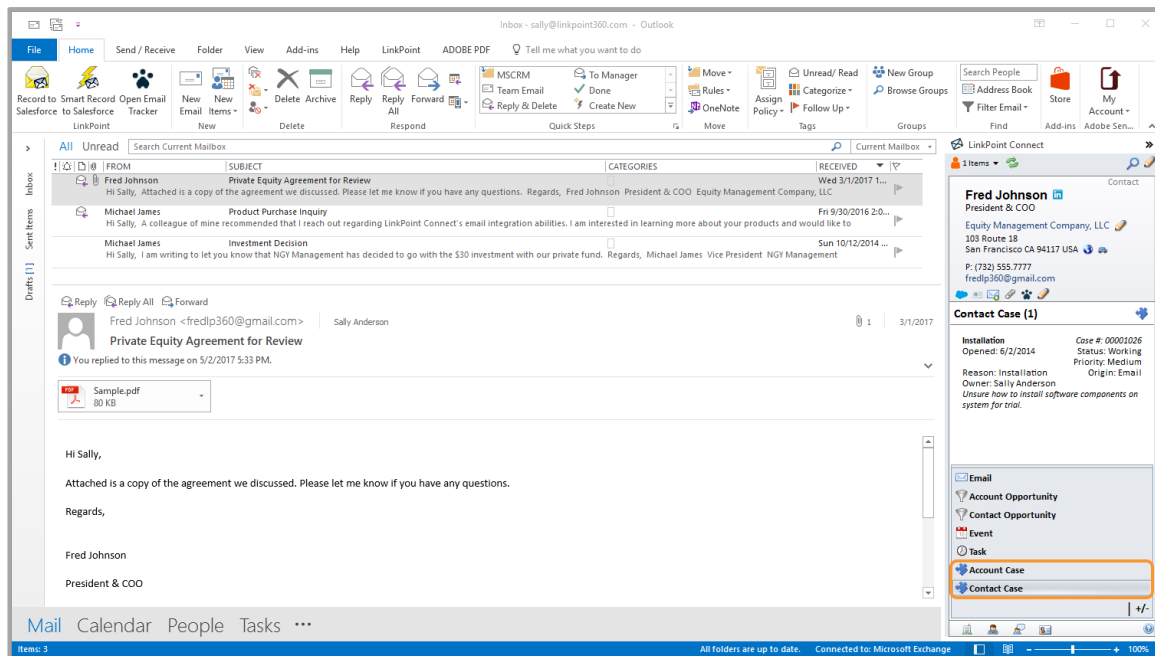 Inbox - sally@linkpoint360.com - Outlook
File Home Send / Receive Folder View Add-ins Help LinkPoint ADOBE PDF Tell me what you want to do
Record to Salesforce
Smart Record to Salesforce
Open Email Tracker
LinkPoint
New Email
New Items
New
Delete
Archive
Delete
Reply
Reply All
Forward
Respond
MSCRM
Team Email
Reply & Delete
To Manager
Done
Create New
Quick Steps
Move
Rules
OneNote
Move
Assign Policy
Unread/ Read
Categorize
Follow Up
Tags
New Group
Browse Groups
Groups
Search People
Address Book
Filter Email
Find
Store
Add-ins
My Account
Adobe Sen...
Inbox
Sent Items
Drafts [1]
All Unread Search Current Mailbox Current Mailbox
! FROM SUBJECT CATEGORIES RECEIVED
Fred Johnson Private Equity Agreement for Review Wed 3/1/2017 1...
Hi Sally, Attached is a copy of the agreement we discussed. Please let me know if you have any questions. Regards, Fred Johnson President & COO Equity Management Company, LLC
Michael James Product Purchase Inquiry Fri 9/30/2016 2:0...
Hi Sally, A colleague of mine recommended that I reach out regarding LinkPoint Connect's email integration abilities. I am interested in learning more about your products and would like to
Michael James Investment Decision Sun 10/12/2014 ...
Hi Sally, I am writing to let you know that NGY Management has decided to go with the $30 investment with our private fund. Regards, Michael James Vice President NGY Management
Reply Reply All Forward
Fred Johnson <fredlp360@gmail.com> Sally Anderson 1 3/1/2017
Private Equity Agreement for Review
You replied to this message on 5/2/2017 5:33 PM.
PDF
Sample.pdf
80 KB
Hi Sally,
Attached is a copy of the agreement we discussed. Please let me know if you have any questions.
Regards,
Fred Johnson
President & COO
LinkPoint Connect
1 Items
Contact
Fred Johnson in
President & COO
Equity Management Company, LLC
103 Route 18
San Francisco CA 94117 USA
P: (732) 555.7777
fredlp360@gmail.com
Contact Case (1)
Installation Case #: 00001026
Opened: 6/2/2014 Status: Working
Priority: Medium
Reason: Installation Origin: Email
Owner: Sally Anderson
Unsure how to install software components on
system for trial.
Email
Account Opportunity
Contact Opportunity
Event
Task
Account Case
Contact Case
+/-
Mail Calendar People Tasks •••
Items: 3 All folders are up to date. Connected to: Microsoft Exchange - + 100%